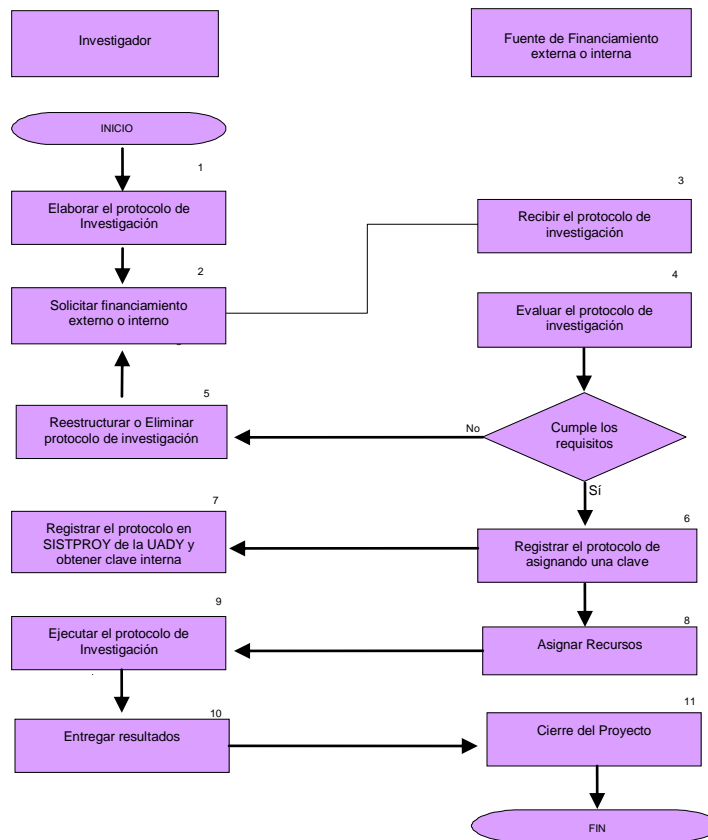 Investigador
Fuente de Financiamiento
externa o interna
INICIO
1
Elaborar el protocolo de
Investigación
3
Recibir el protocolo de
investigación
2
Solicitar financiamiento
externo o interno
4
Evaluar el protocolo de
investigación
5
Reestructurar o Eliminar
protocolo de investigación
No
Cumple los
requisitos
Sí
7
Registrar el protocolo en
SISTPROY de la UADY y
obtener clave interna
6
Registrar el protocolo de
asignando una clave
9
Ejecutar el protocolo de
Investigación
8
Asignar Recursos
10
Entregar resultados
11
Cierre del Proyecto
FIN